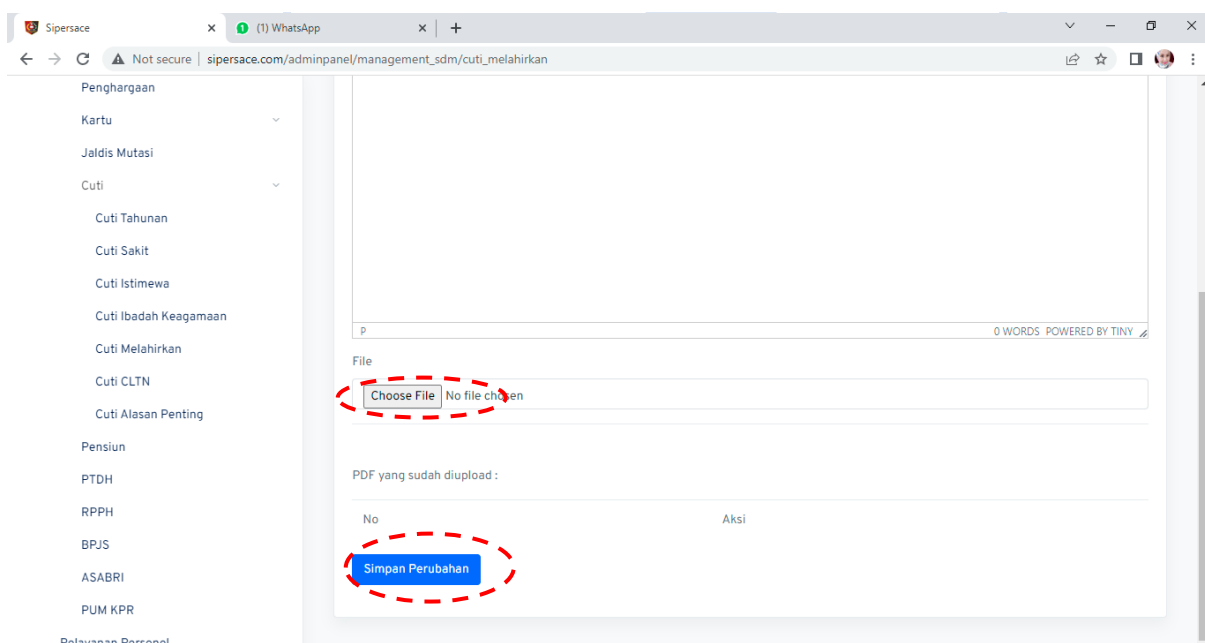 Sipersace
1 (1) WhatsApp
Not secure | sipersace.com/adminpanel/management_sdm/cuti_melahirkan
Penghargaan
Kartu
Jaldis Mutasi
Cuti
Cuti Tahunan
Cuti Sakit
Cuti Istimewa
Cuti Ibadah Keagamaan
Cuti Melahirkan
Cuti CLTN
Cuti Alasan Penting
Pensiun
PTDH
RPPH
BPJS
ASABRI
PUM KPR
Pelayanan Personel
P 0 WORDS POWERED BY TINY
File
Choose File No file chosen
PDF yang sudah diupload :
No Aksi
Simpan Perubahan